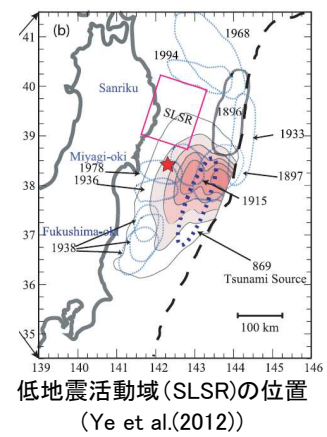 (b)
41
40
39
38
37
36
35
139 140 141 142 143 144 145 146
1968
1994
Sanriku
SLSR
1896
1933
Miyagi-oki
1978
1936
1897
1915
Fukushima-oki
1938
869
Tsunami Source
100 km
低地震活動域(SLSR)の位置
(Ye et al.(2012))